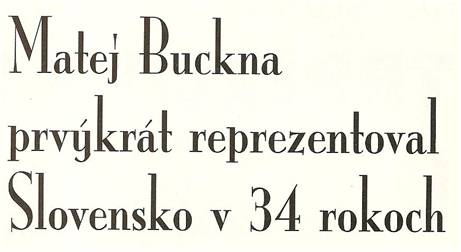 Matej Buckna
prvýkrát reprezentoval
Slovensko v 34 rokoch